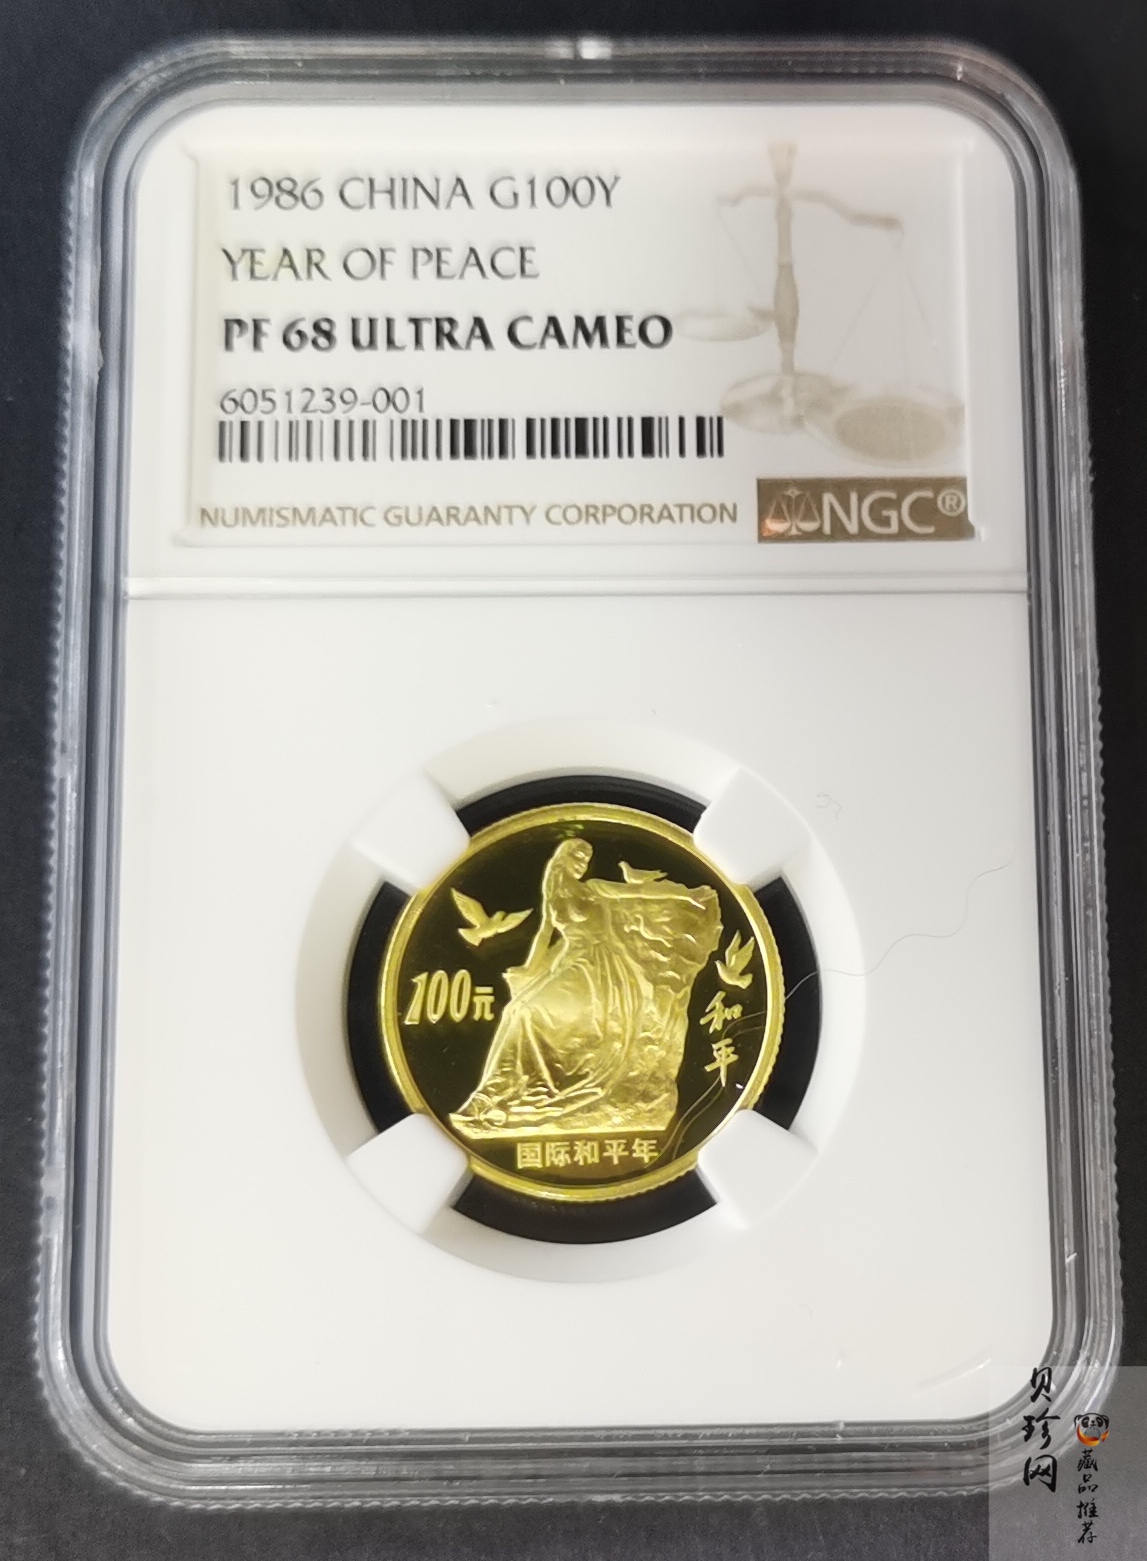 1986 CHINA G100Y
YEAR OF PEACE
PF 68 ULTRA CAMEO
6051239-001
NUMISMATIC GUARANTY CORPORATION
NGC®
100元
和平
国际和平年
贝珍网
藏品推荐